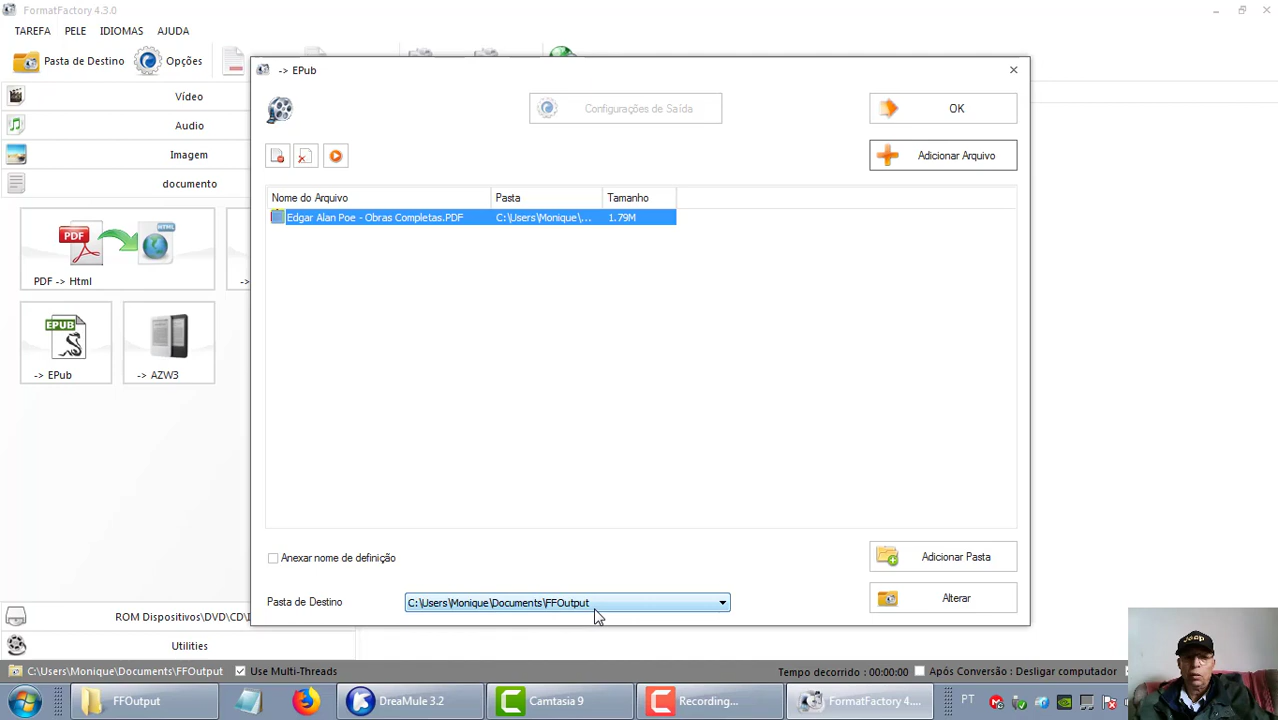 FormatFactory 4.3.0
TAREFA PELE IDIOMAS AJUDA
Pasta de Destino Opções
Vídeo
Audio
Imagem
documento
PDF
HTML
PDF -> Html
->
EPUB
-> EPub
-> AZW3
ROM Dispositivos\DVD\CD\I
Utilities
-> EPub
Configurações de Saída
OK
Adicionar Arquivo
Nome do Arquivo Pasta Tamanho
Edgar Alan Poe - Obras Completas.PDF C:\Users\Monique\... 1.79M
Anexar nome de definição
Adicionar Pasta
Pasta de Destino C:\Users\Monique\Documents\FFOutput
Alterar
C:\Users\Monique\Documents\FFOutput Use Multi-Threads Tempo decorrido : 00:00:00 Após Conversão : Desligar computador
FFOutput DreaMule 3.2 Camtasia 9 Recording... FormatFactory 4.... PT
Jeep